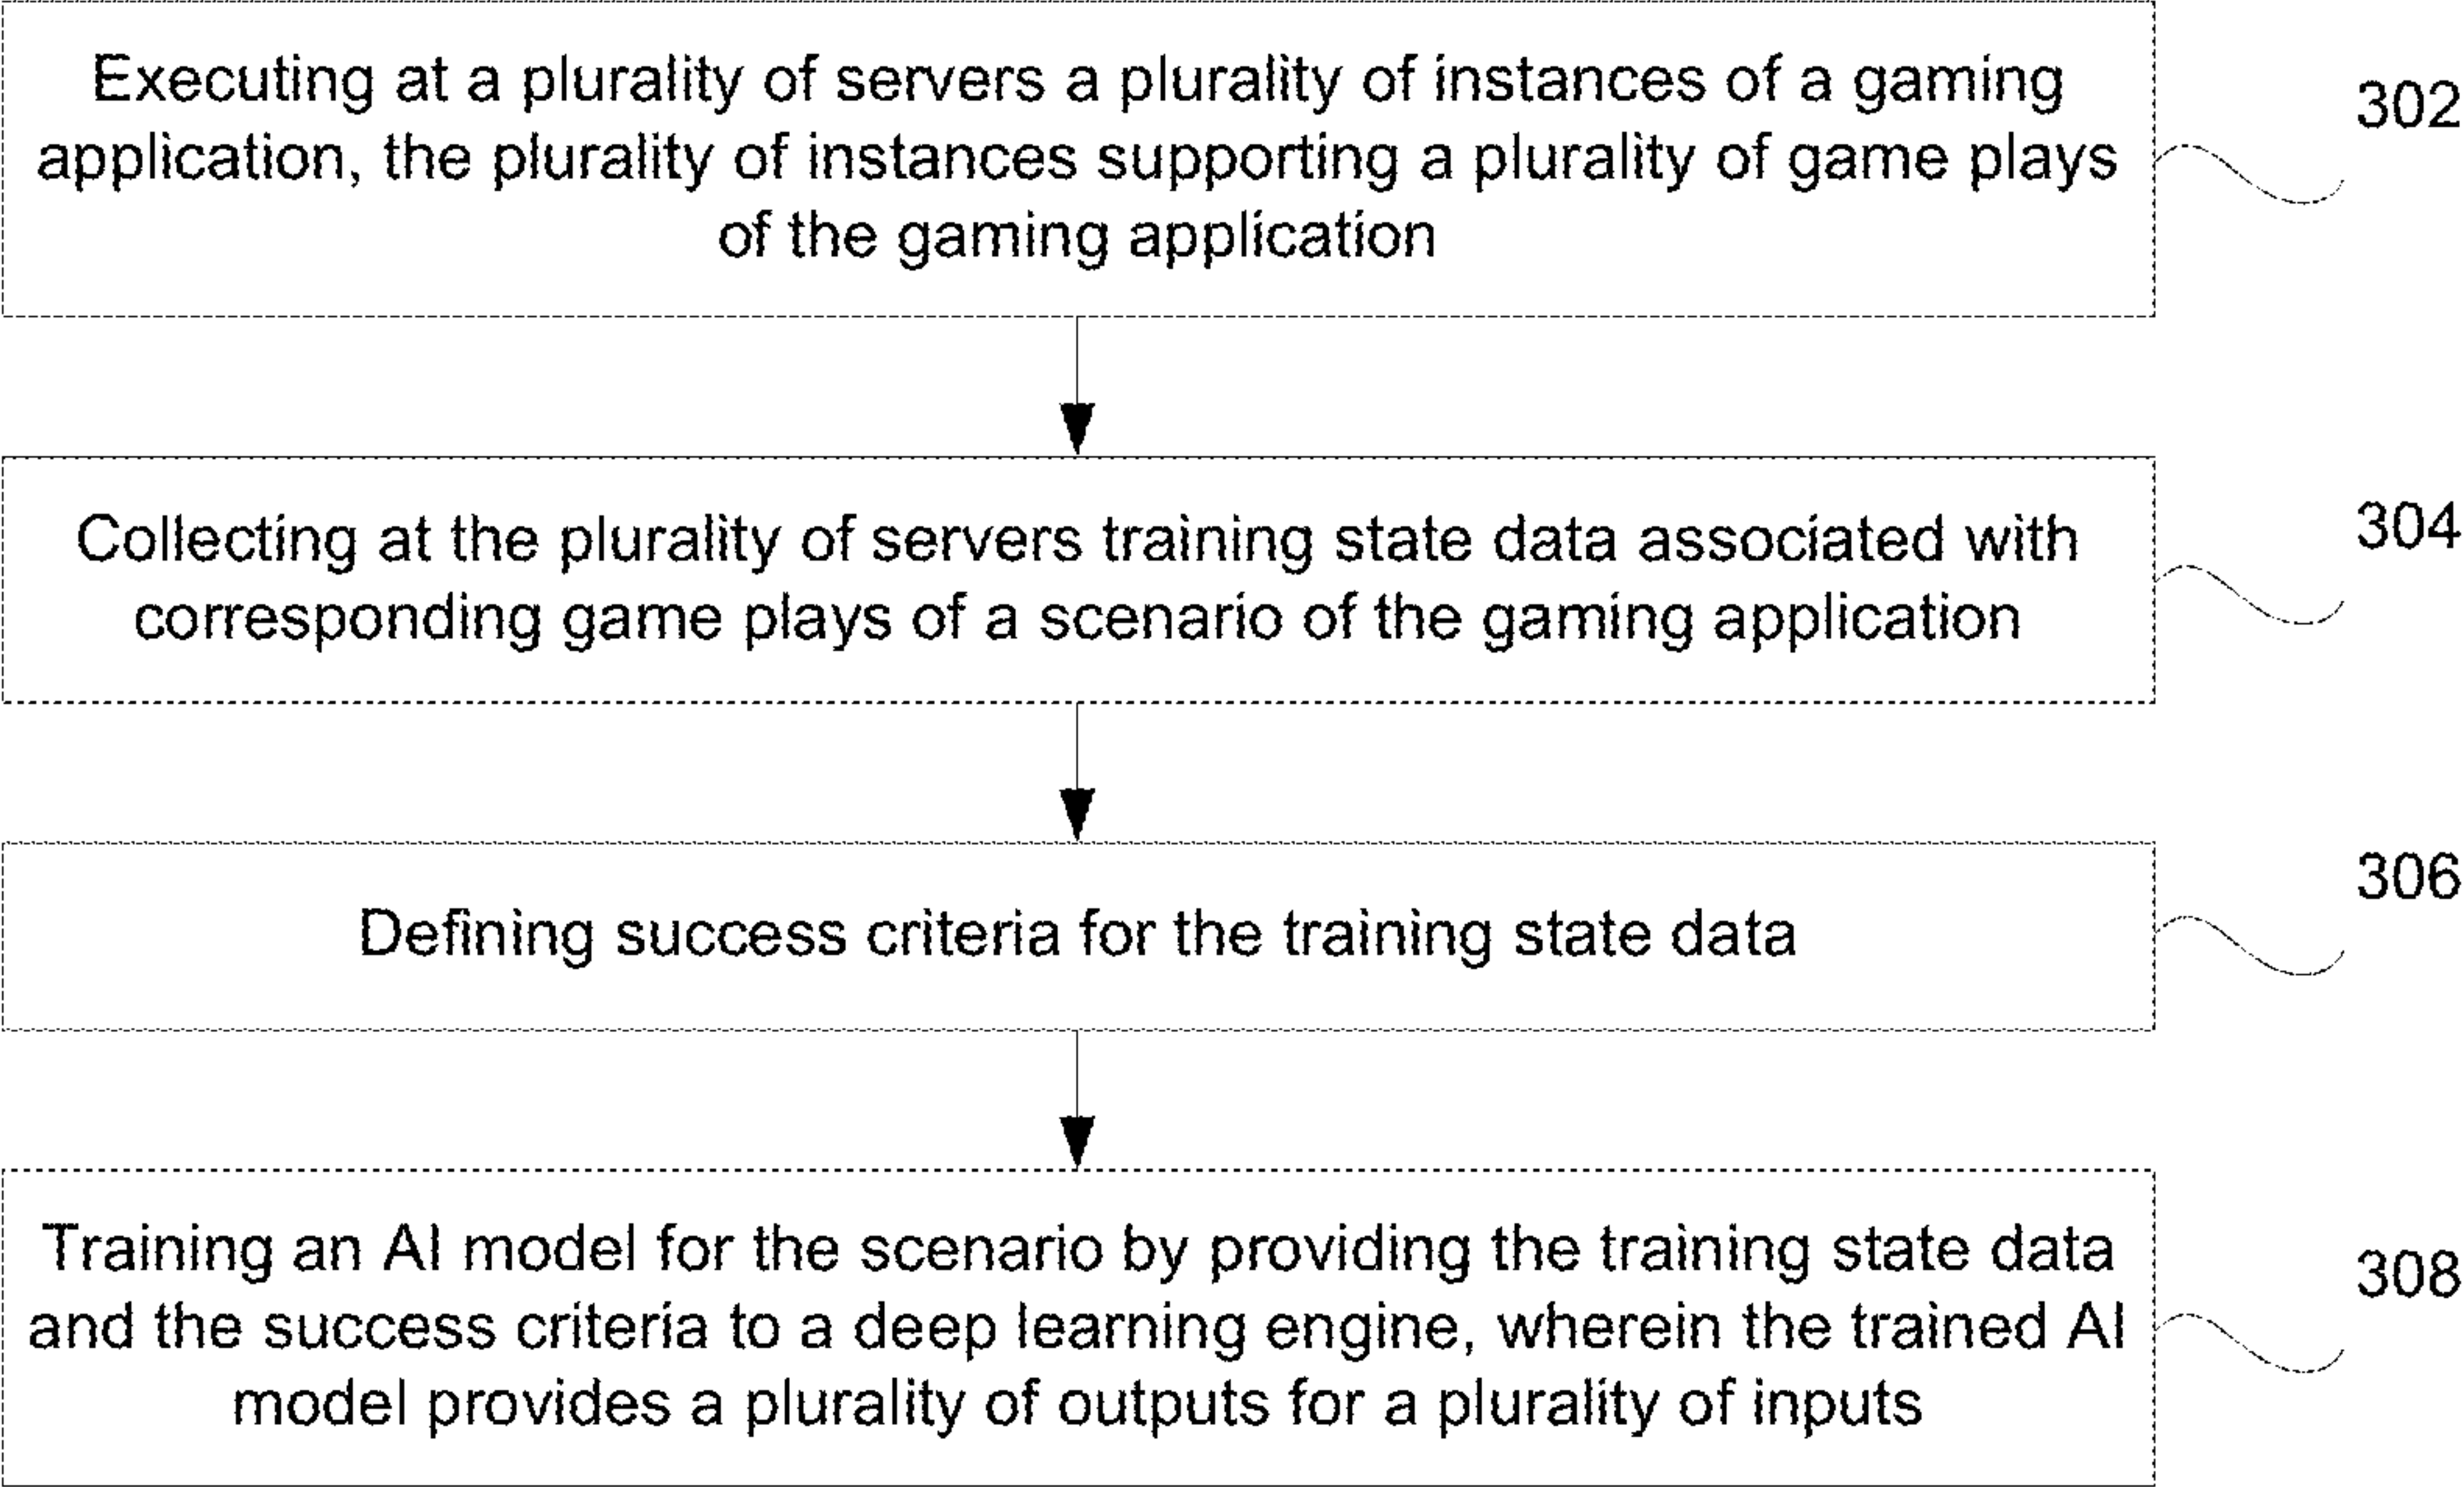 Executing at a plurality of servers a plurality of instances of a gaming
application, the plurality of instances supporting a plurality of game plays
of the gaming application
302
Collecting at the plurality of servers training state data associated with
corresponding game plays of a scenario of the gaming application
304
Defining success criteria for the training state data
306
Training an AI model for the scenario by providing the training state data
and the success criteria to a deep learning engine, wherein the trained AI
model provides a plurality of outputs for a plurality of inputs
308